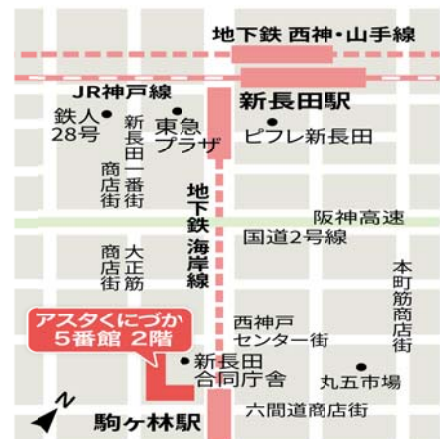 地下鉄 西神・山手線
JR神戸線
新長田駅
鉄人
28号
東急
プラザ
ピフレ新長田
新長田一番街
商店街
地下鉄 海岸線
阪神高速
国道2号線
大正筋
商店街
本町筋商店街
アスタくにづか
5番館 2階
西神戸
センター街
新長田
合同庁舎
丸五市場
六間道商店街
駒ヶ林駅
N